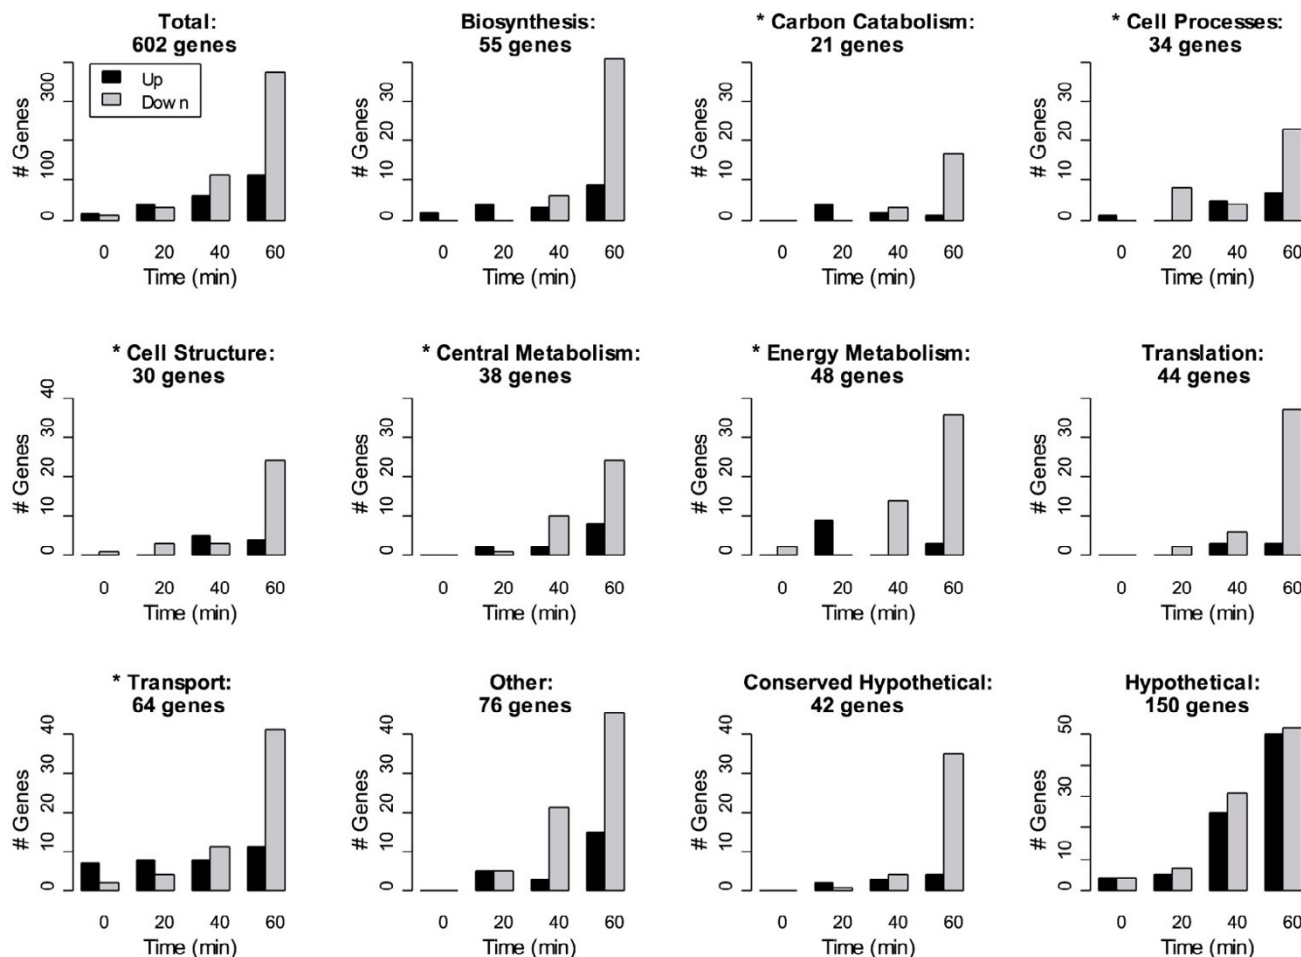 Total:
602 genes
Up
Down
# Genes
0
100
300
0
20
40
60
Time (min)
Biosynthesis:
55 genes
# Genes
0
10
20
30
0
20
40
60
Time (min)
* Carbon Catabolism:
21 genes
# Genes
0
10
20
30
0
20
40
60
Time (min)
* Cell Processes:
34 genes
# Genes
0
10
20
30
0
20
40
60
Time (min)
* Cell Structure:
30 genes
# Genes
0
10
20
40
0
20
40
60
Time (min)
* Central Metabolism:
38 genes
# Genes
0
10
20
30
0
20
40
60
Time (min)
* Energy Metabolism:
48 genes
# Genes
0
10
20
30
0
20
40
60
Time (min)
Translation:
44 genes
# Genes
0
10
20
30
0
20
40
60
Time (min)
* Transport:
64 genes
# Genes
0
10
20
30
40
0
20
40
60
Time (min)
Other:
76 genes
# Genes
0
10
20
30
40
0
20
40
60
Time (min)
Conserved Hypothetical:
42 genes
# Genes
0
10
20
30
0
20
40
60
Time (min)
Hypothetical:
150 genes
# Genes
0
10
30
50
0
20
40
60
Time (min)